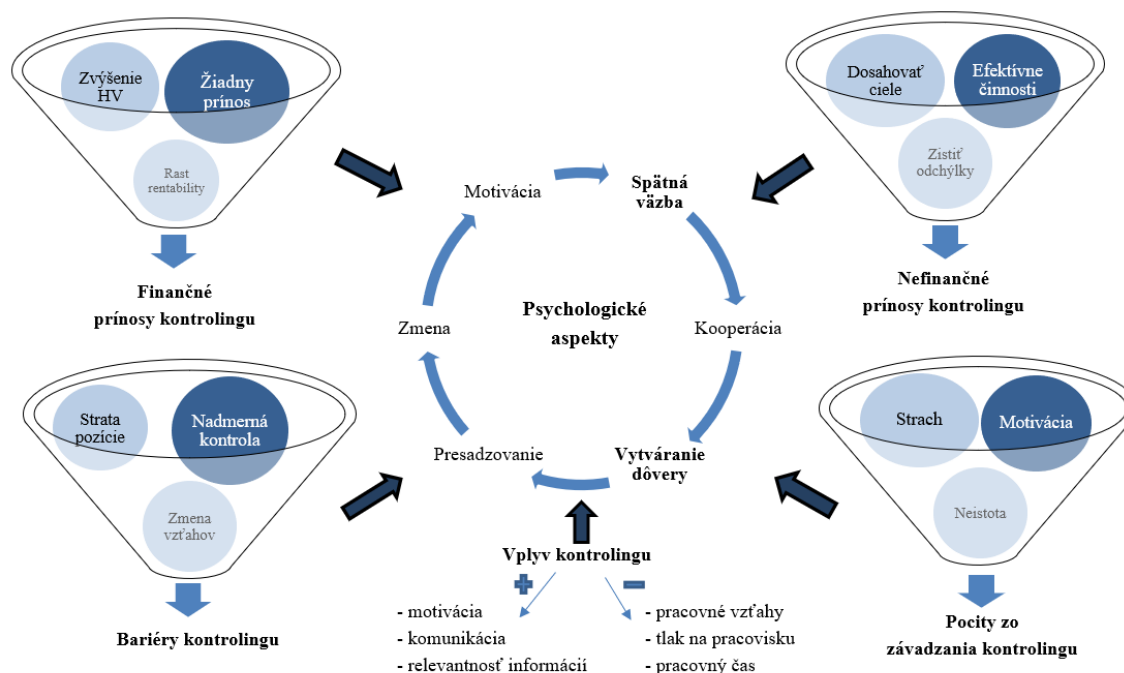 Zvýšenie
HV
Žiadny
prínos
Rast
rentability
Finančné
prínosy kontrolingu
Dosahovať
ciele
Efektívne
činnosti
Zistiť
odchýlky
Nefinančné
prínosy kontrolingu
Motivácia
Spätná
väzba
Kooperácia
Vytváranie
dôvery
Presadzovanie
Zmena
Psychologické
aspekty
Strata
pozície
Nadmerná
kontrola
Zmena
vzťahov
Bariéry kontrolingu
Strach
Motivácia
Neistota
Pocity zo
závadzania kontrolingu
Vplyv kontrolingu
- motivácia
- komunikácia
- relevantnosť informácií
- pracovné vzťahy
- tlak na pracovisku
- pracovný čas